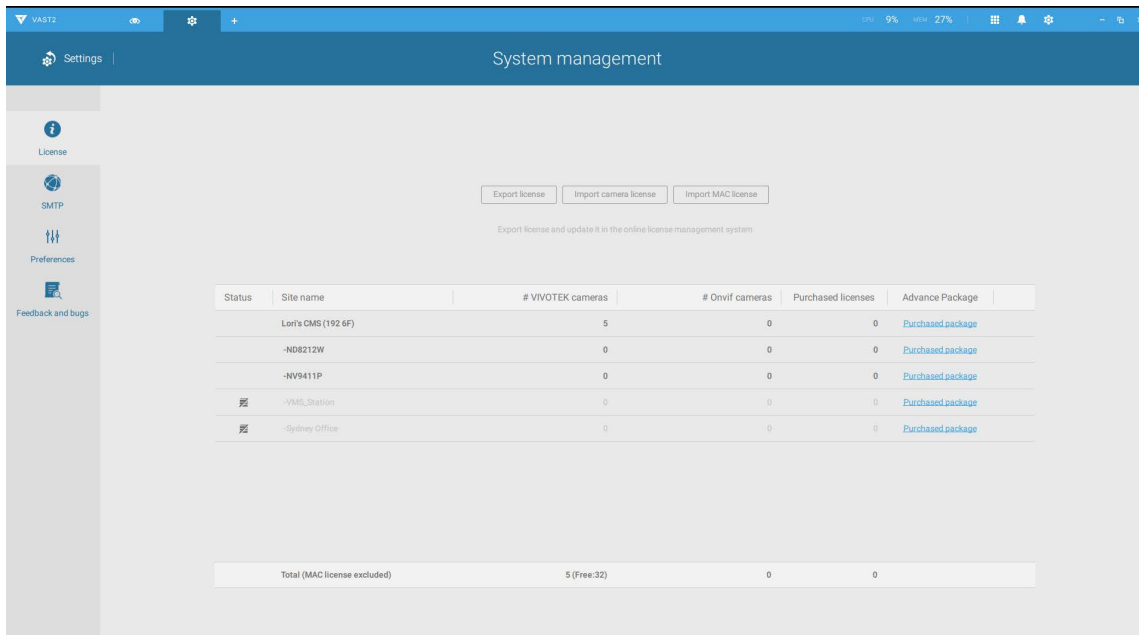 VAST2 CPU 9% MEM 27%
Settings System management
License
SMTP
Preferences
Feedback and bugs
Export license Import camera license Import MAC license
Export license and update it in the online license management system
Status Site name # VIVOTEK cameras # Onvif cameras Purchased licenses Advance Package
Lori's CMS (192 6F) 5 0 0 Purchased package
-ND8212W 0 0 0 Purchased package
-NV9411P 0 0 0 Purchased package
-VMS_Station 0 0 0 Purchased package
-Sydney Office 0 0 0 Purchased package
Total (MAC license excluded) 5 (Free:32) 0 0